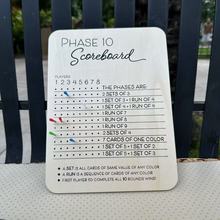 PHASE 10
Scoreboard
PLAYERS
1 2 3 4 5 6 7 8
THE PHASES ARE:
2 SETS OF 3
1 SET OF 3 + 1 RUN OF 4
1 SET OF 4 + 1 RUN OF 4
1 RUN OF 7
1 RUN OF 8
1 RUN OF 9
2 SETS OF 4
7 CARDS OF ONE COLOR
1 SET OF 5 + 1 SET OF 2
1 SET OF 5 + 1 SET OF 3
A SET IS ALL CARDS OF SAME VALUE OF ANY COLOR
A RUN IS A SEQUENCE OF CARDS OF ANY COLOR
FIRST PLAYER TO COMPLETE ALL 10 ROUNDS WINS!